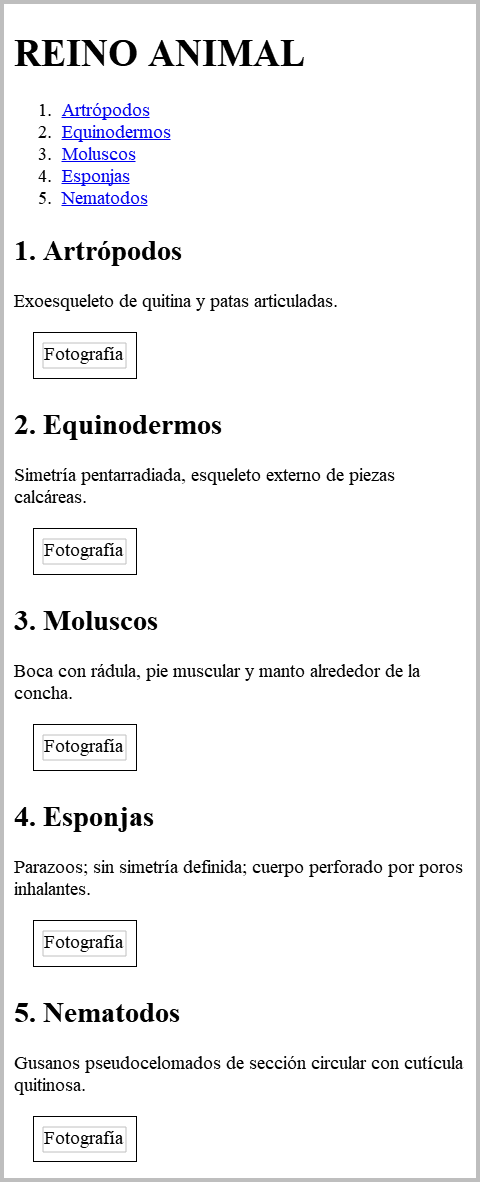 REINO ANIMAL
1. Artrópodos
2. Equinodermos
3. Moluscos
4. Esponjas
5. Nematodos
1. Artrópodos
Exoesqueleto de quitina y patas articuladas.
Fotografía
2. Equinodermos
Simetría pentarradiada, esqueleto externo de piezas
calcáreas.
Fotografía
3. Moluscos
Boca con rádula, pie muscular y manto alrededor de la
concha.
Fotografía
4. Esponjas
Parazoos; sin simetría definida; cuerpo perforado por poros
inhalantes.
Fotografía
5. Nematodos
Gusanos pseudocelomados de sección circular con cutícula
quitinosa.
Fotografía